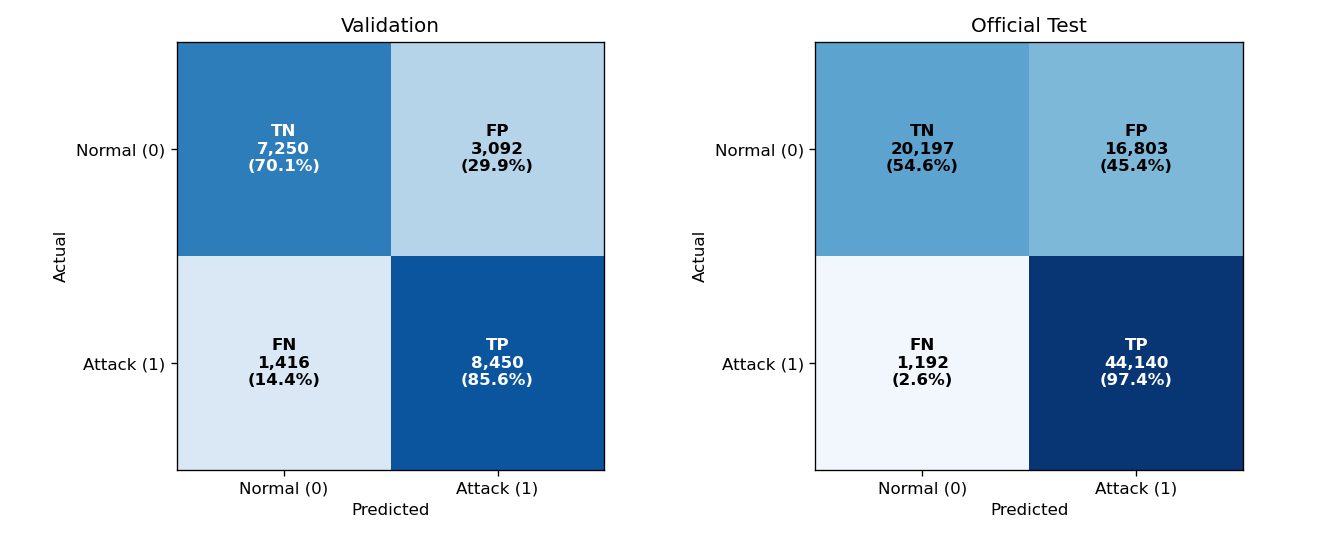 Validation
Normal (0)
Attack (1)
Actual
TN
7,250
(70.1%)
FP
3,092
(29.9%)
FN
1,416
(14.4%)
TP
8,450
(85.6%)
Normal (0)
Attack (1)
Predicted
Official Test
Normal (0)
Attack (1)
Actual
TN
20,197
(54.6%)
FP
16,803
(45.4%)
FN
1,192
(2.6%)
TP
44,140
(97.4%)
Normal (0)
Attack (1)
Predicted